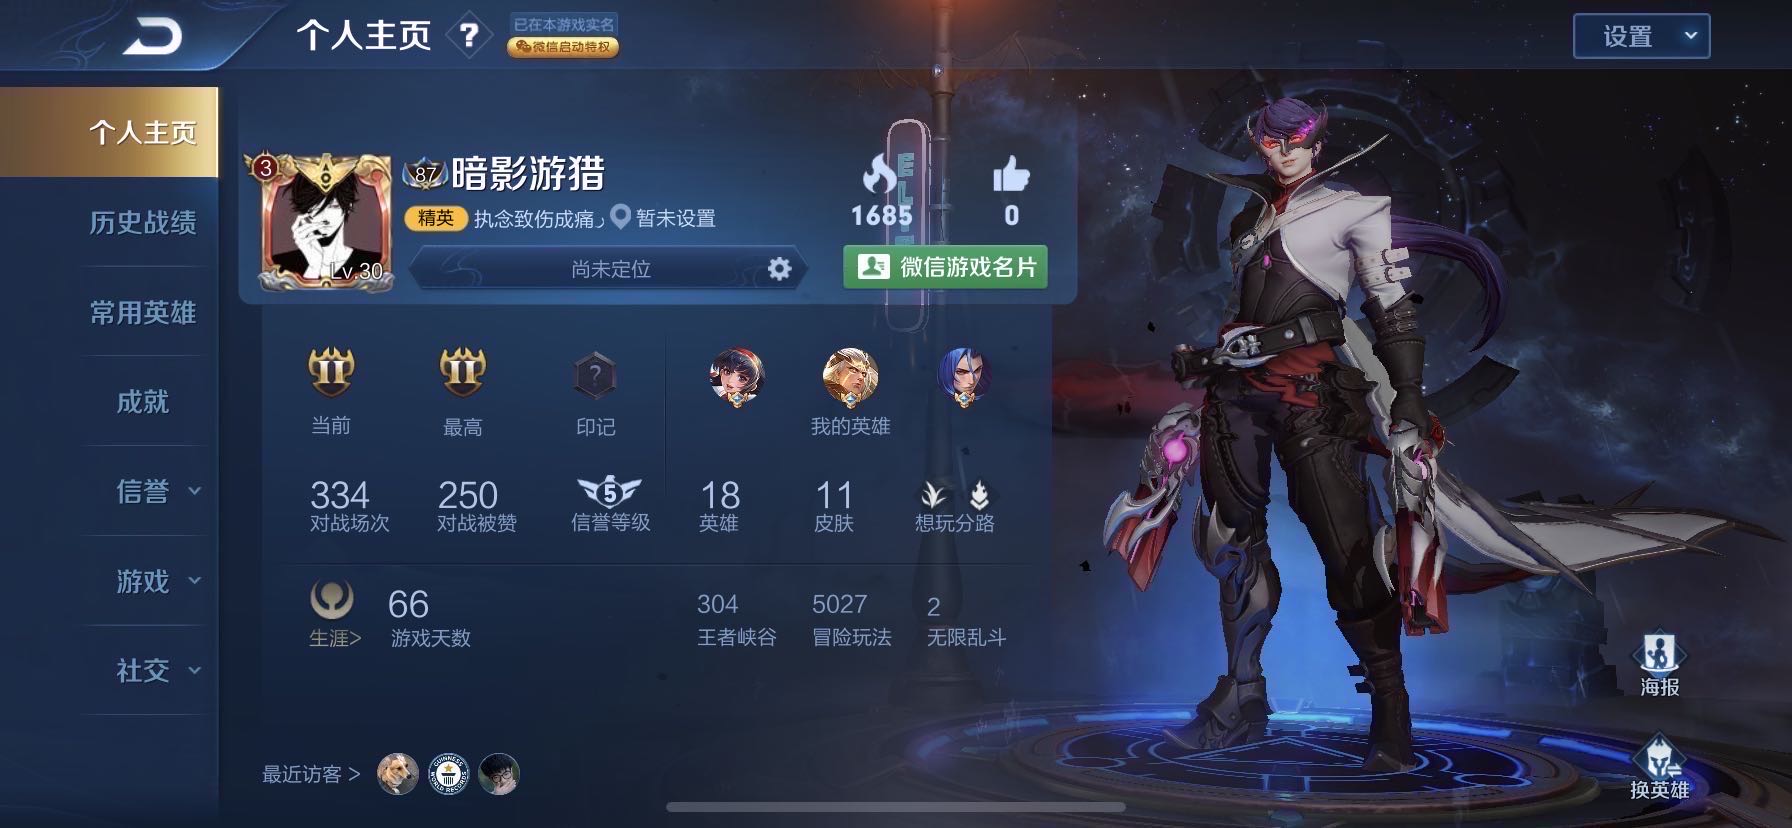 个人主页
?
已在本游戏实名
微信启动特权
设置
个人主页
历史战绩
常用英雄
成就
信誉
游戏
社交
3
Lv.30
87
暗影游猎
精英
执念致伤成痛
暂未设置
尚未定位
1685
0
微信游戏名片
II
当前
II
最高
?
印记
我的英雄
334
对战场次
250
对战被赞
5
信誉等级
18
英雄
11
皮肤
想玩分路
生涯>
66
游戏天数
304
王者峡谷
5027
冒险玩法
2
无限乱斗
最近访客 >
GUINNESS
WORLD RECORDS
海报
换英雄